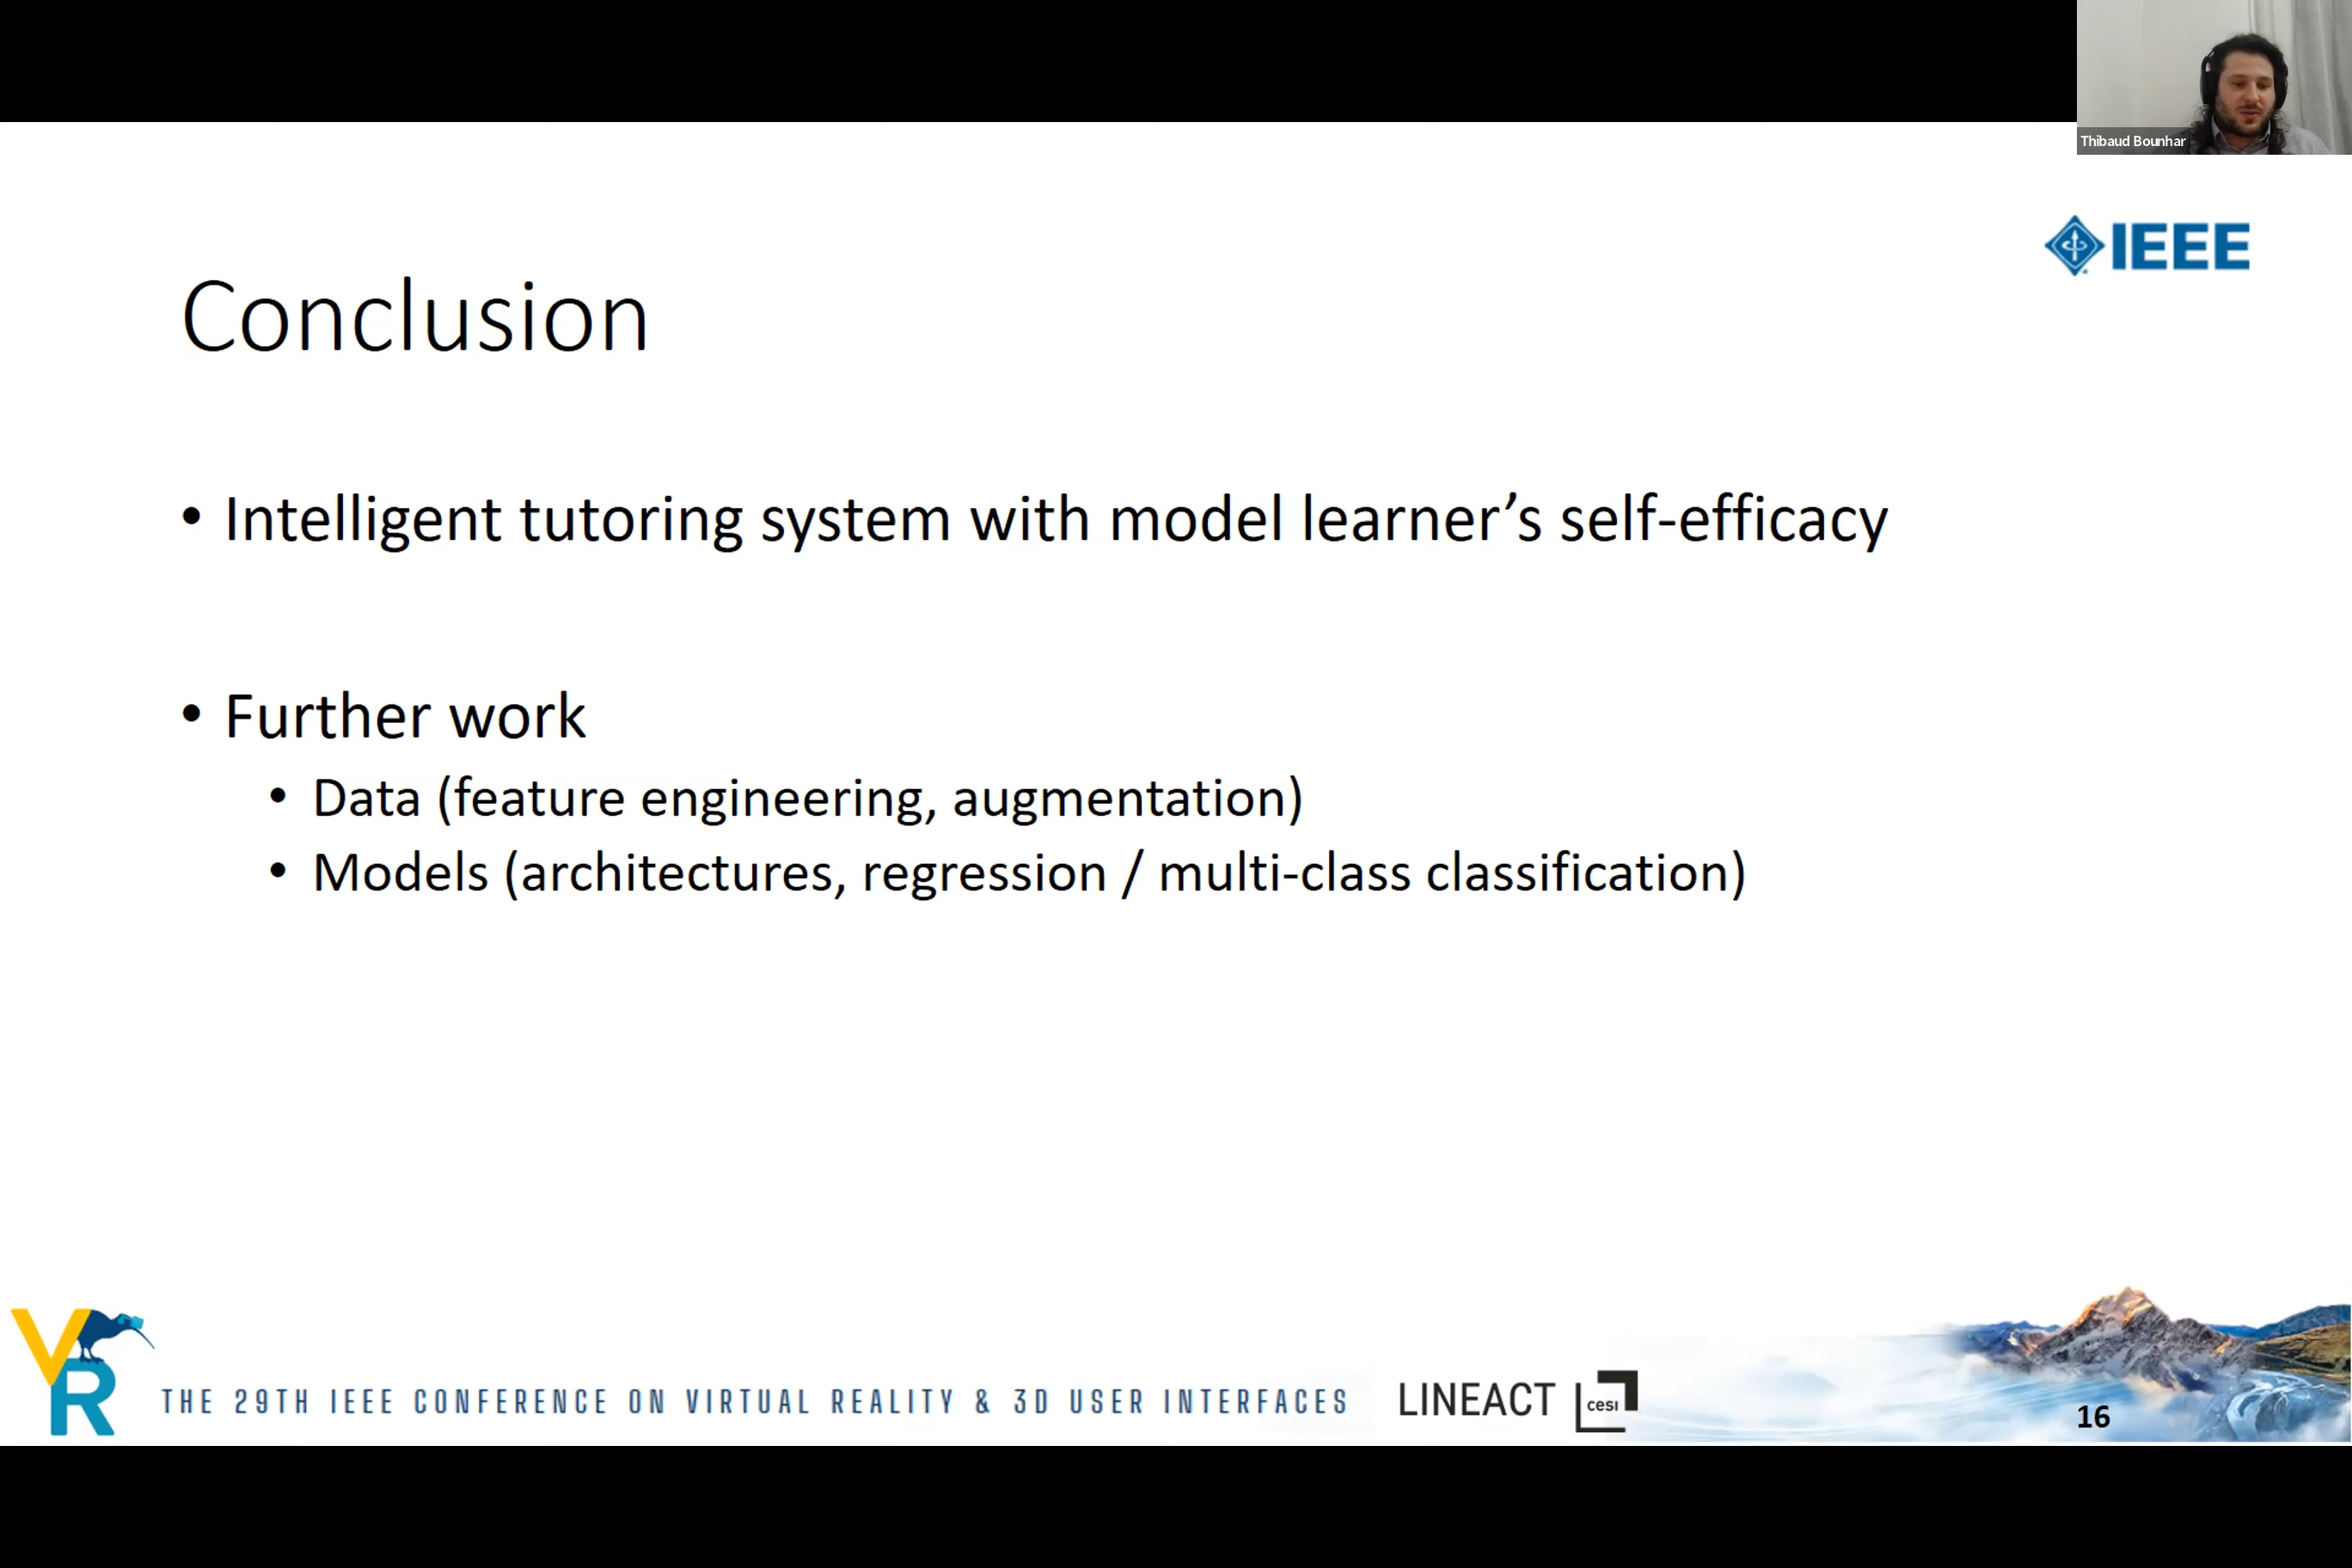 Thibaud Bounhar
IEEE
Conclusion
• Intelligent tutoring system with model learner’s self-efficacy
• Further work
• Data (feature engineering, augmentation)
• Models (architectures, regression / multi-class classification)
VR
THE 29TH IEEE CONFERENCE ON VIRTUAL REALITY & 3D USER INTERFACES
LINEACT
cesi
16